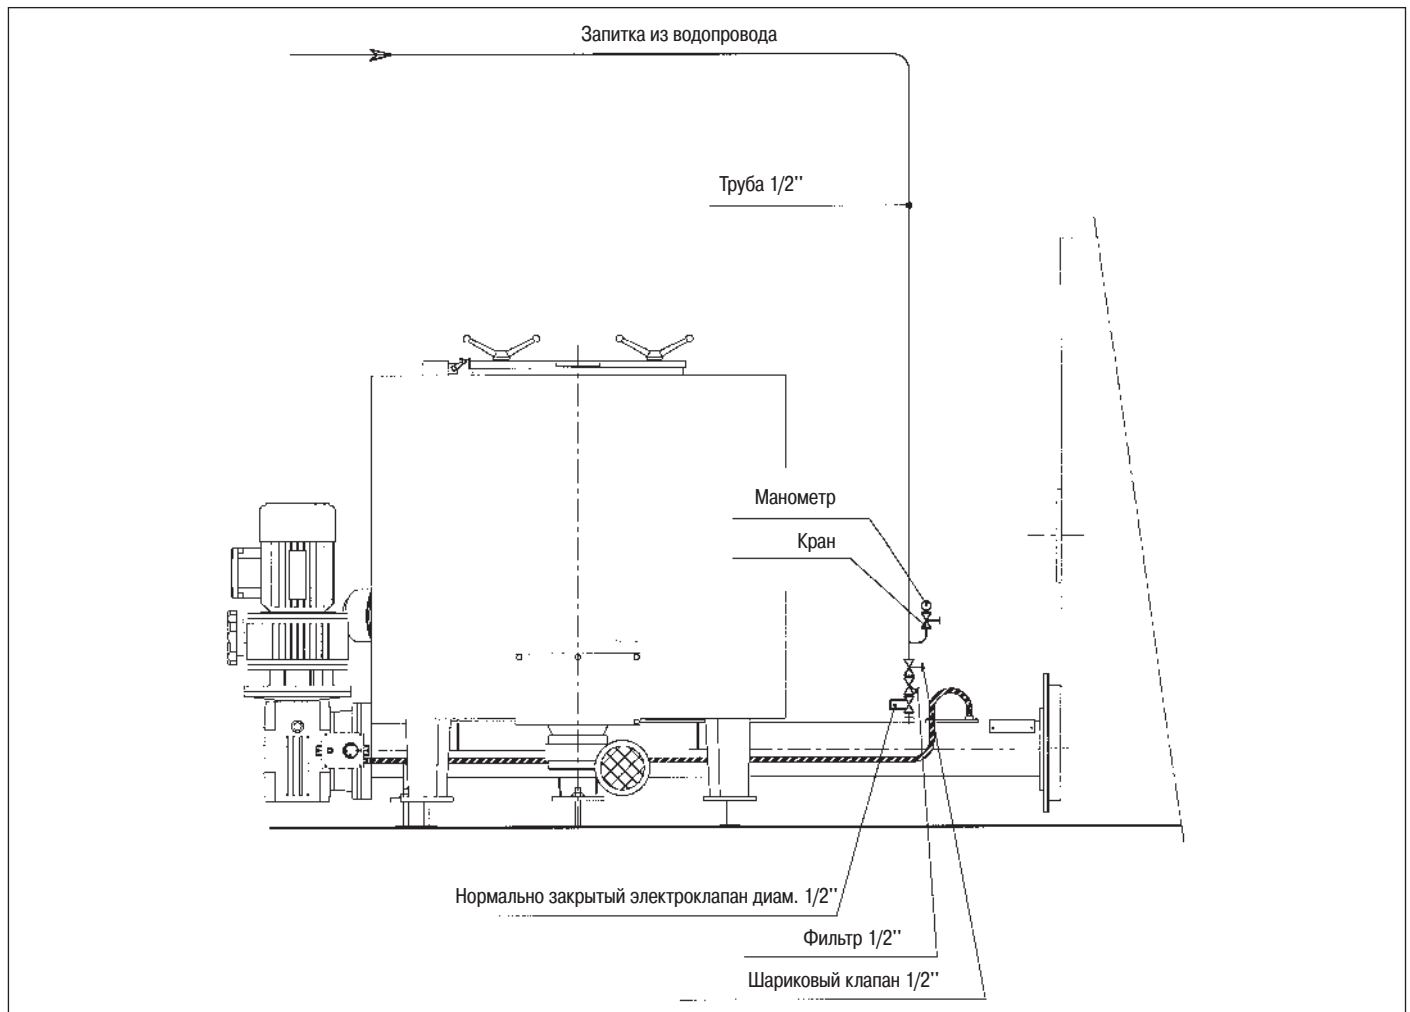 Запитка из водопровода
Труба 1/2''
Манометр
Кран
Нормально закрытый электроклапан диам. 1/2''
Фильтр 1/2''
Шариковый клапан 1/2''